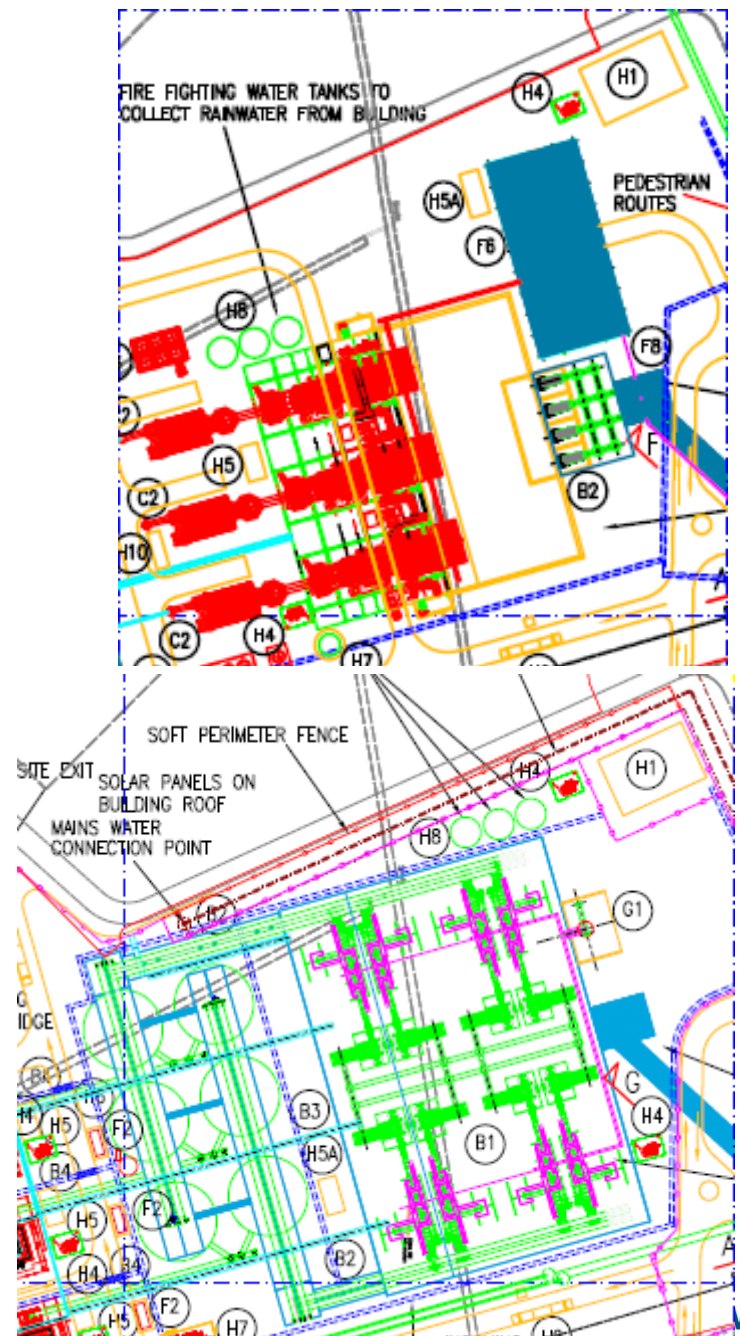 FIRE FIGHTING WATER TANKS TO
COLLECT RAINWATER FROM BUILDING
H4
H1
H5A
PEDESTRIAN
ROUTES
F6
H8
F8
H5
F
C2
B2
H10
C2
H4
H7
SOFT PERIMETER FENCE
SITE EXIT
SOLAR PANELS ON
BUILDING ROOF
MAINS WATER
CONNECTION POINT
H4
H1
H8
G1
G
H4
B3
B1
H5
F2
H5A
B4
F2
H5
B2
H4
B4
F2
H5
H7
A